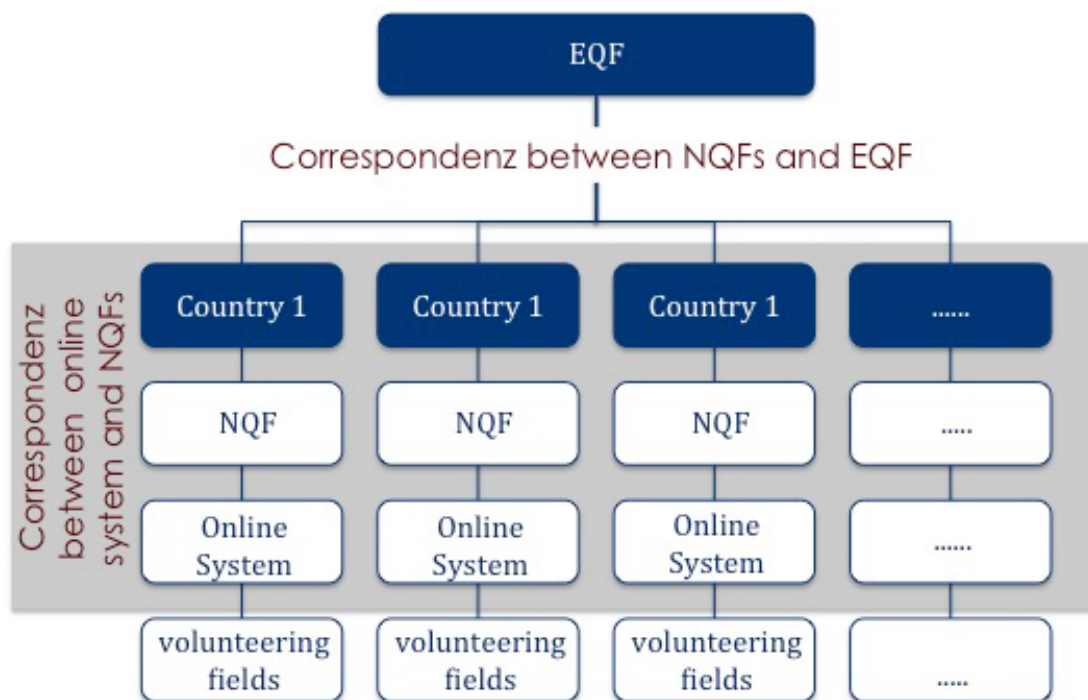 EQF
Correspondenz between NQFs and EQF
Correspondenz
between online
system and NQFs
Country 1
Country 1
Country 1
......
NQF
NQF
NQF
.....
Online
System
Online
System
Online
System
......
volunteering
fields
volunteering
fields
volunteering
fields
.....